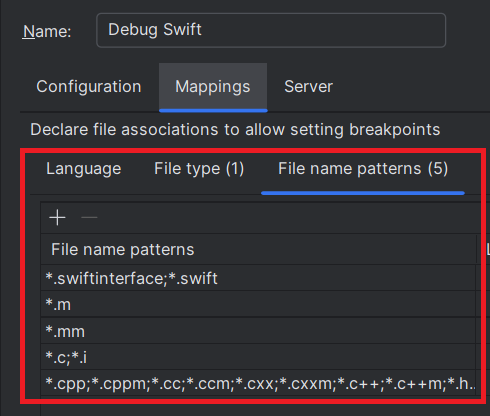 Name: Debug Swift
Configuration Mappings Server
Declare file associations to allow setting breakpoints
Language File type (1) File name patterns (5)
File name patterns
*.swiftinterface;*.swift
*.m
*.mm
*.c;*.i
*.cpp;*.cppm;*.cc;*.ccm;*.cxx;*.cxxm;*.c++;*.c++m;*.h..